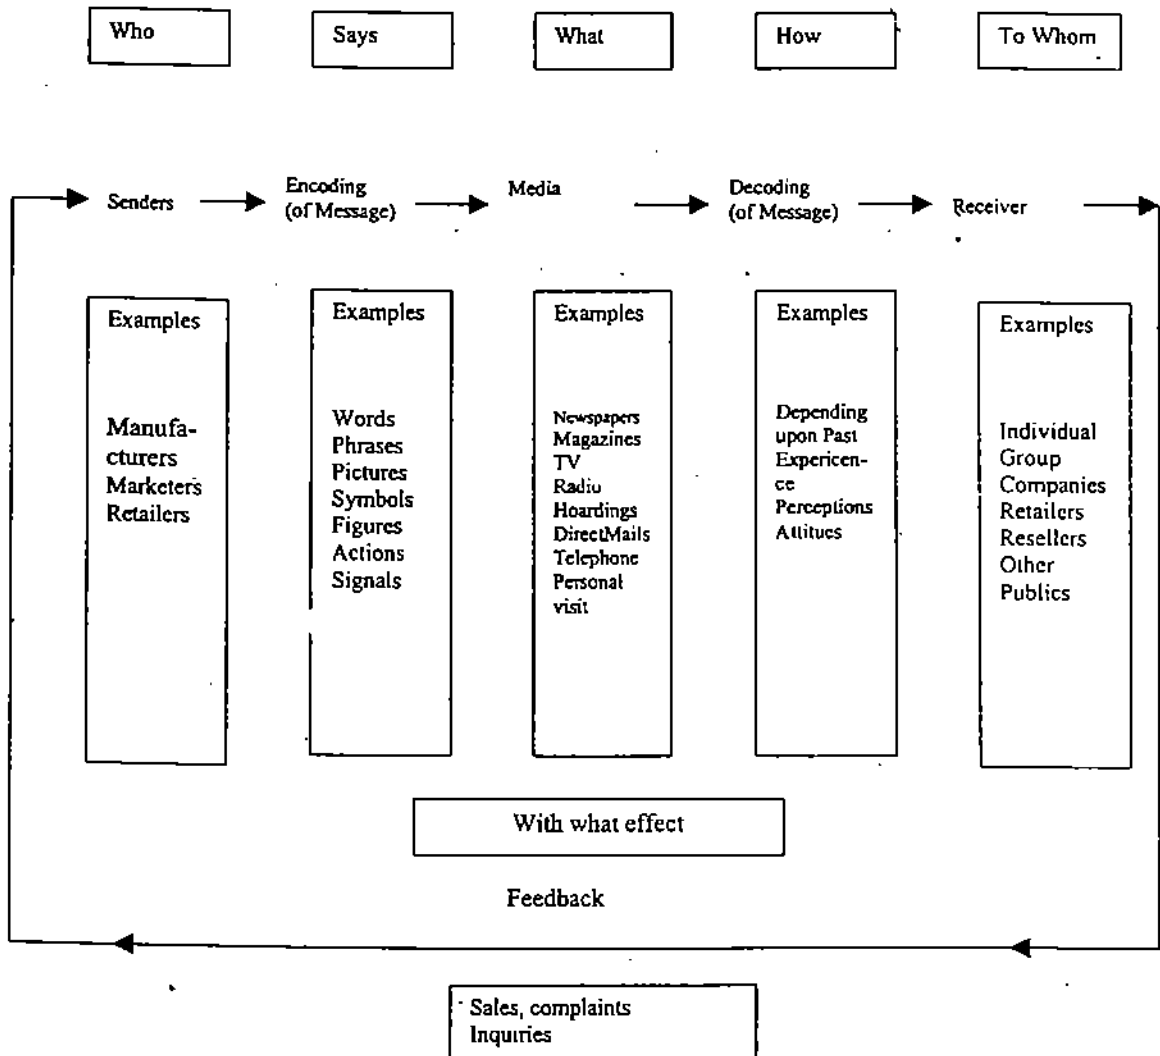 Who
Says
What
How
To Whom
Senders
Encoding
(of Message)
Media
Decoding
(of Message)
Receiver
Examples
Manufa-
cturers
Marketers
Retailers
Examples
Words
Phrases
Pictures
Symbols
Figures
Actions
Signals
Examples
Newspapers
Magazines
TV
Radio
Hoardings
DirectMails
Telephone
Personal
visit
Examples
Depending
upon Past
Expericen-
ce
Perceptions
Attitues
Examples
Individual
Group
Companies
Retailers
Resellers
Other
Publics
With what effect
Feedback
Sales, complaints
Inquiries